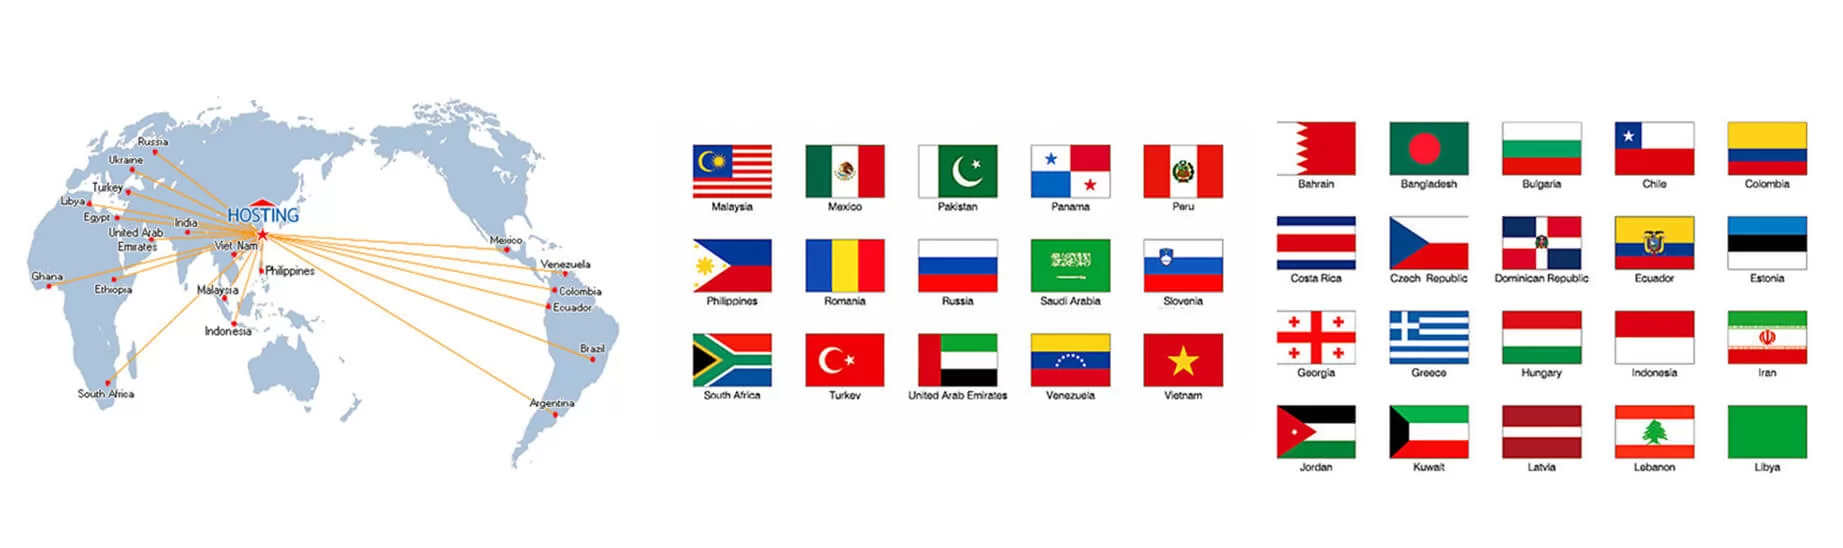 Russia
Ukraine
Turkey
Libya
Egypt
India
HOSTING
United Arab
Emirates
Viet Nam
Philippines
Ghana
Ethiopia
Malaysia
Indonesia
South Africa
Mexico
Venezuela
Colombia
Ecuador
Brazil
Argentina
Malaysia
Mexico
Pakistan
Panama
Peru
Philippines
Romania
Russia
Saudi Arabia
Slovenia
South Africa
Turkey
United Arab Emirates
Venezuela
Vietnam
Bahrain
Bangladesh
Bulgaria
Chile
Colombia
Costa Rica
Czech Republic
Dominican Republic
Ecuador
Estonia
Georgia
Greece
Hungary
Indonesia
Iran
Jordan
Kuwait
Latvia
Lebanon
Libya